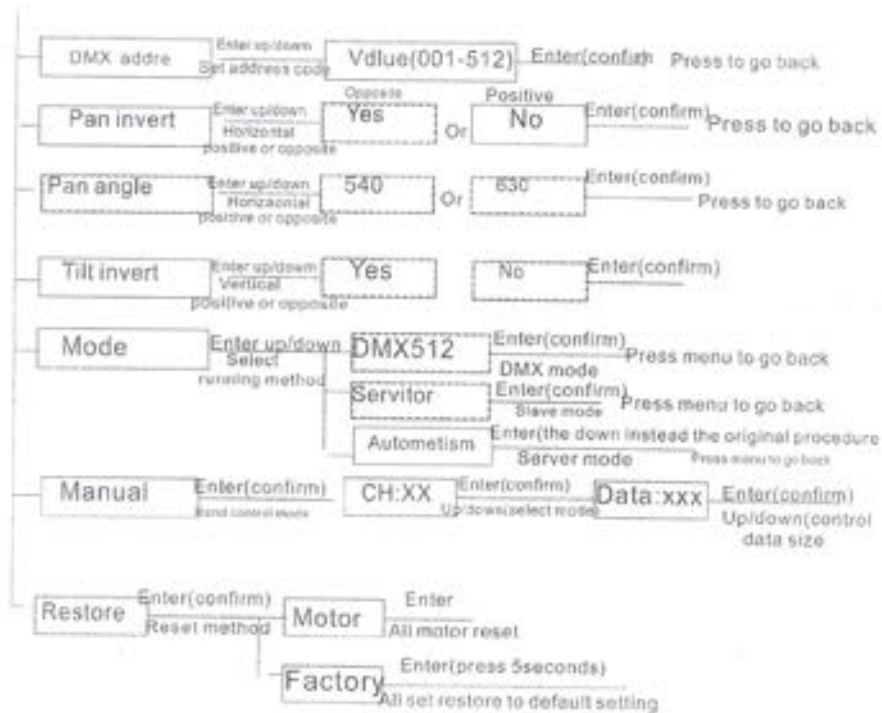 DMX addre Enter up/down Vdlue(001-512) Enter(confirm Press to go back
Set address code
Opposite Positive
Pan invert Enter up/down Yes Or No Enter(confirm) Press to go back
Horizontal
positive or opposite
Pan angle Enter up/down 540 Or 630 Enter(confirm)
Horizaonial Press to go back
positive or opposite
Tilt invert Enter up/down Yes No Enter(confirm)
Vertical
positive or opposite
Mode Enter up/down DMX512 Enter(confirm) Press menu to go back
Select DMX mode
running method
Servitor Enter(confirm) Press menu to go back
Slave mode
Autometism Enter(the down instead the original procedure
Server mode Press menu to go back
Manual Enter(confirm) CH:XX Enter(confirm) Data:xxx Enter(confirm)
Hand control mode Up/down(select mode) Up/down(control
data size
Restore Enter(confirm) Motor Enter
Reset method All motor reset
Factory Enter(press 5seconds)
All set restore to default setting